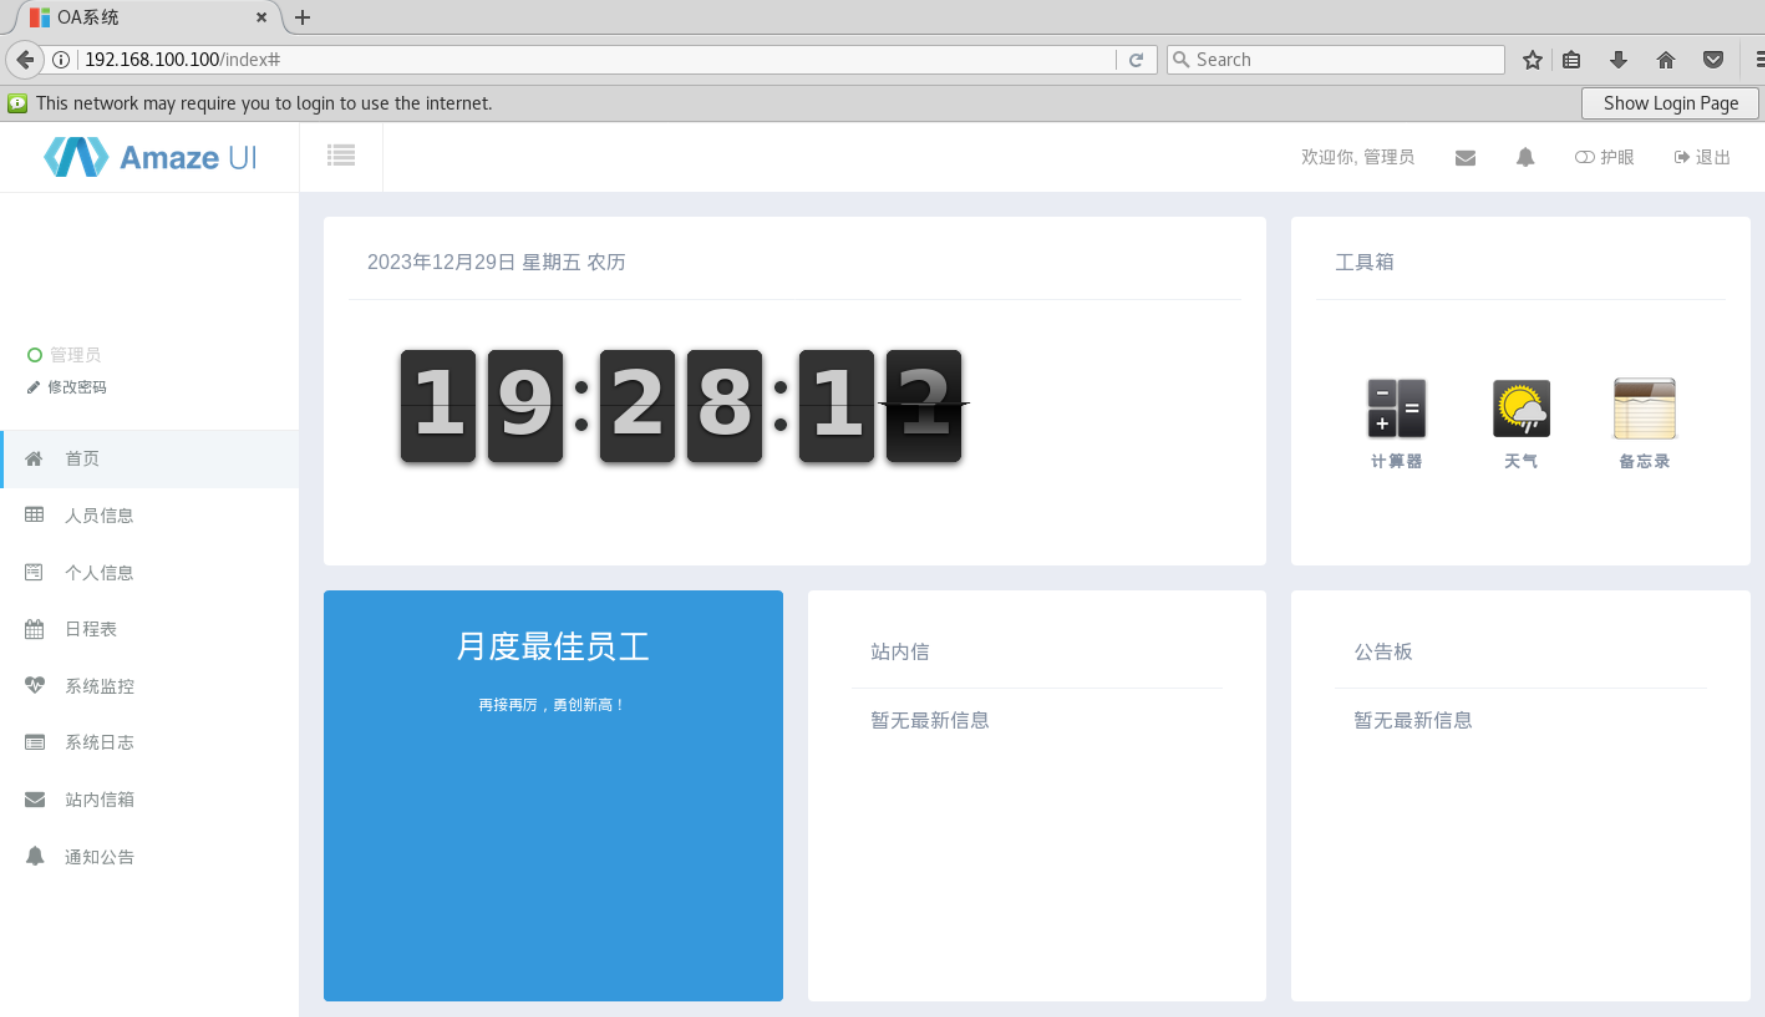 OA系统
192.168.100.100/index#
Search
This network may require you to login to use the internet.
Show Login Page
Amaze UI
欢迎你, 管理员
护眼
退出
管理员
修改密码
首页
人员信息
个人信息
日程表
系统监控
系统日志
站内信箱
通知公告
2023年12月29日 星期五 农历
19:28:12
工具箱
计算器
天气
备忘录
月度最佳员工
再接再厉，勇创新高！
站内信
暂无最新信息
公告板
暂无最新信息